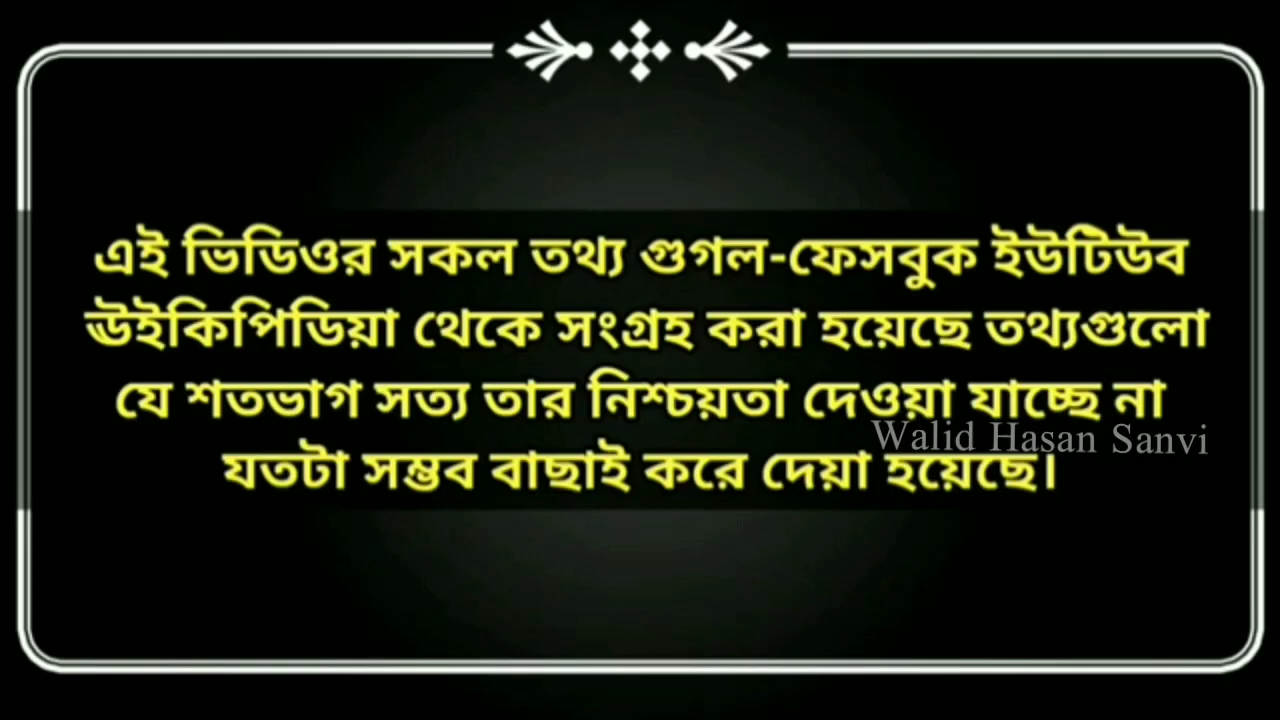 এই ভিডিওর সকল তথ্য গুগল-ফেসবুক ইউটিউব
ঊইকিপিডিয়া থেকে সংগ্রহ করা হয়েছে তথ্যগুলো
যে শতভাগ সত্য তার নিশ্চয়তা দেওয়া যাচ্ছে না
Walid Hasan Sanvi
যতটা সম্ভব বাছাই করে দেয়া হয়েছে।